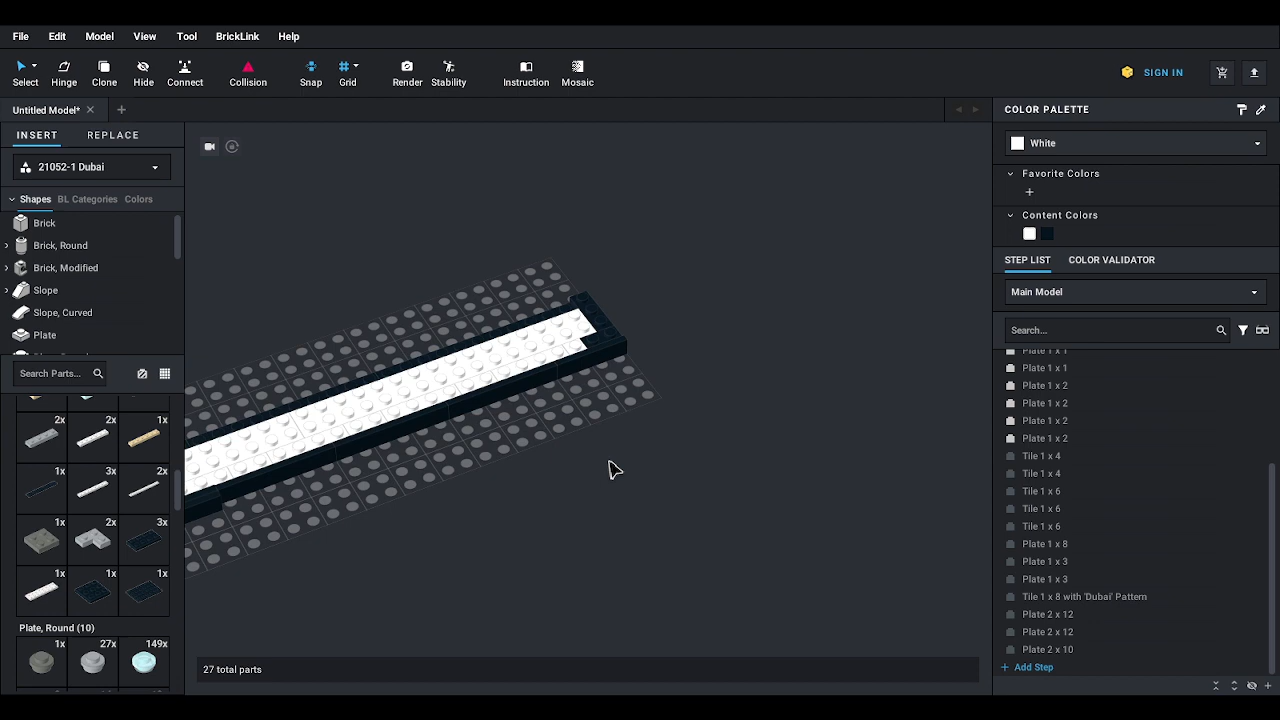 File Edit Model View Tool BrickLink Help
Select Hinge Clone Hide Connect Collision Snap Grid Render Stability Instruction Mosaic SIGN IN
Untitled Model*
INSERT REPLACE
21052-1 Dubai
Shapes BL Categories Colors
Brick
Brick, Round
Brick, Modified
Slope
Slope, Curved
Plate
Search Parts...
2x 2x 1x
1x 3x 2x
1x 2x 3x
1x 1x 1x
Plate, Round (10)
1x 27x 149x
27 total parts
COLOR PALETTE
White
Favorite Colors
Content Colors
STEP LIST COLOR VALIDATOR
Main Model
Search...
Plate 1 x 1
Plate 1 x 1
Plate 1 x 2
Plate 1 x 2
Plate 1 x 2
Plate 1 x 2
Tile 1 x 4
Tile 1 x 4
Tile 1 x 6
Tile 1 x 6
Tile 1 x 6
Plate 1 x 8
Plate 1 x 3
Plate 1 x 3
Tile 1 x 8 with 'Dubai' Pattern
Plate 2 x 12
Plate 2 x 12
Plate 2 x 10
+ Add Step